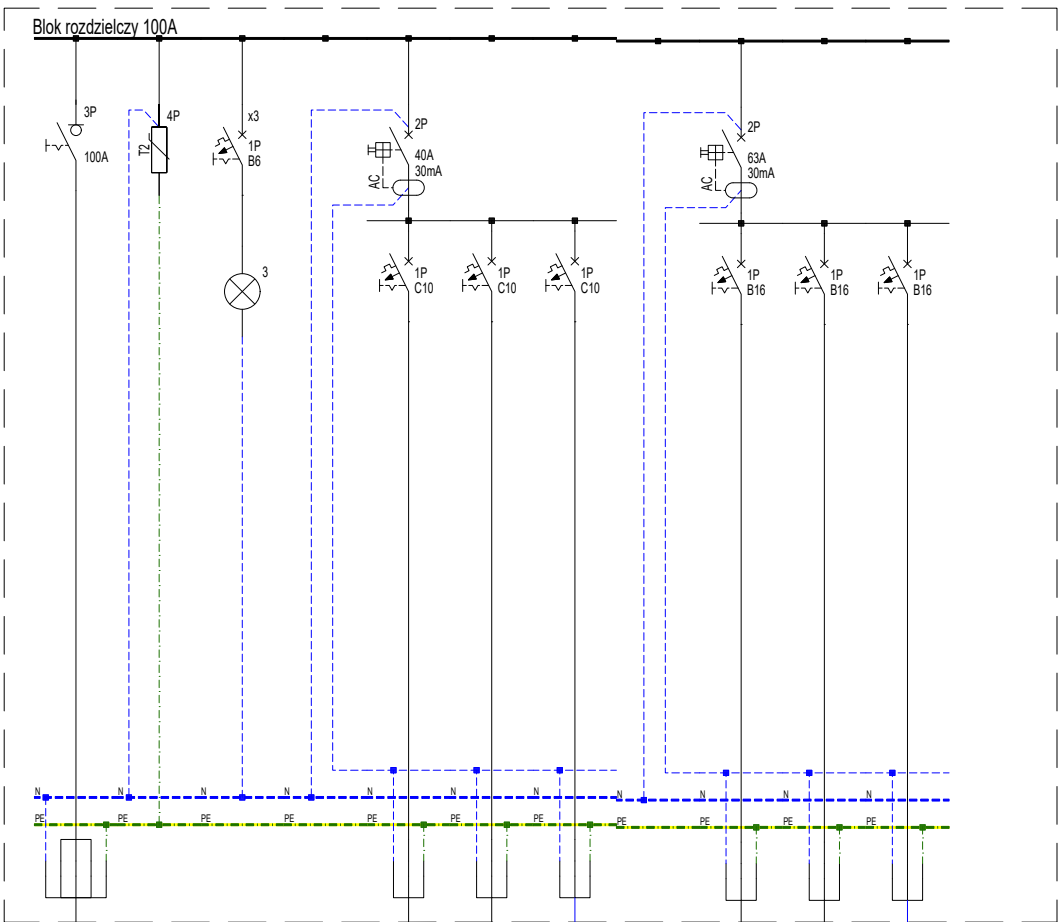 Blok rozdzielczy 100A
3P
100A
4P
T2
x3
1P
B6
3
2P
40A
30mA
AC
1P
C10
1P
C10
1P
C10
2P
63A
30mA
AC
1P
B16
1P
B16
1P
B16
N N N N N N N N N N N
PE PE PE PE PE PE PE PE PE PE PE